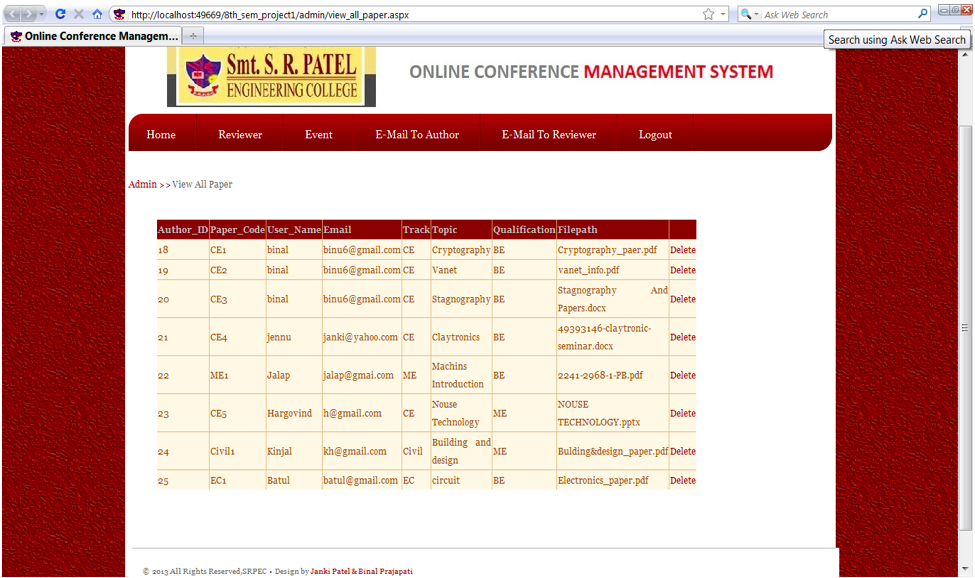 http://localhost:49669/8th_sem_project1/admin/view_all_paper.aspx
Ask Web Search
Online Conference Managem...
Search using Ask Web Search
Smt. S. R. PATEL
ENGINEERING COLLEGE
ONLINE CONFERENCE MANAGEMENT SYSTEM
Home Reviewer Event E-Mail To Author E-Mail To Reviewer Logout
Admin >>View All Paper
Author_ID Paper_Code User_Name Email Track Topic Qualification Filepath
18 CE1 binal binu6@gmail.com CE Cryptography BE Cryptography_paer.pdf Delete
19 CE2 binal binu6@gmail.com CE Vanet BE vanet_info.pdf Delete
20 CE3 binal binu6@gmail.com CE Stagnography BE Stagnography And Delete
Papers.docx
21 CE4 jennu janki@yahoo.com CE Claytronics BE 49393146-claytronic- Delete
seminar.docx
22 ME1 Jalap jalap@gmai.com ME Machins BE 2241-2968-1-PB.pdf Delete
Introduction
23 CE5 Hargovind h@gmail.com CE Nouse ME NOUSE Delete
Technology TECHNOLOGY.pptx
24 Civil1 Kinjal kh@gmail.com Civil Building and ME Bulding&design_paper.pdf Delete
design
25 EC1 Batul batul@gmail.com EC circuit BE Electronics_paper.pdf Delete
© 2013.All Rights Reserved,SRPEC • Design by Janki Patel & Binal Prajapati